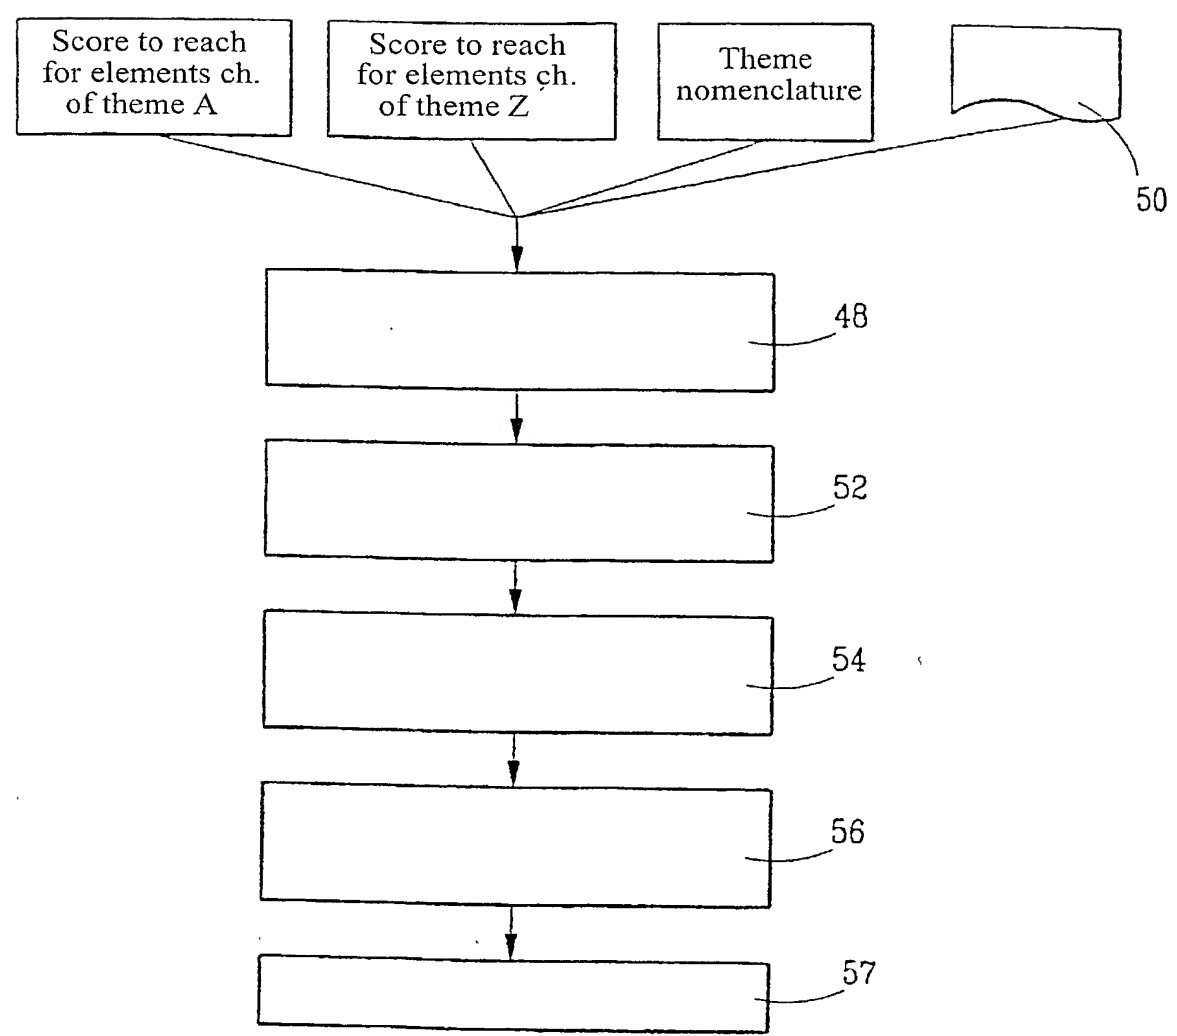 Score to reach
for elements ch.
of theme A
Score to reach
for elements ch.
of theme Z
Theme
nomenclature
50
48
52
54
56
57